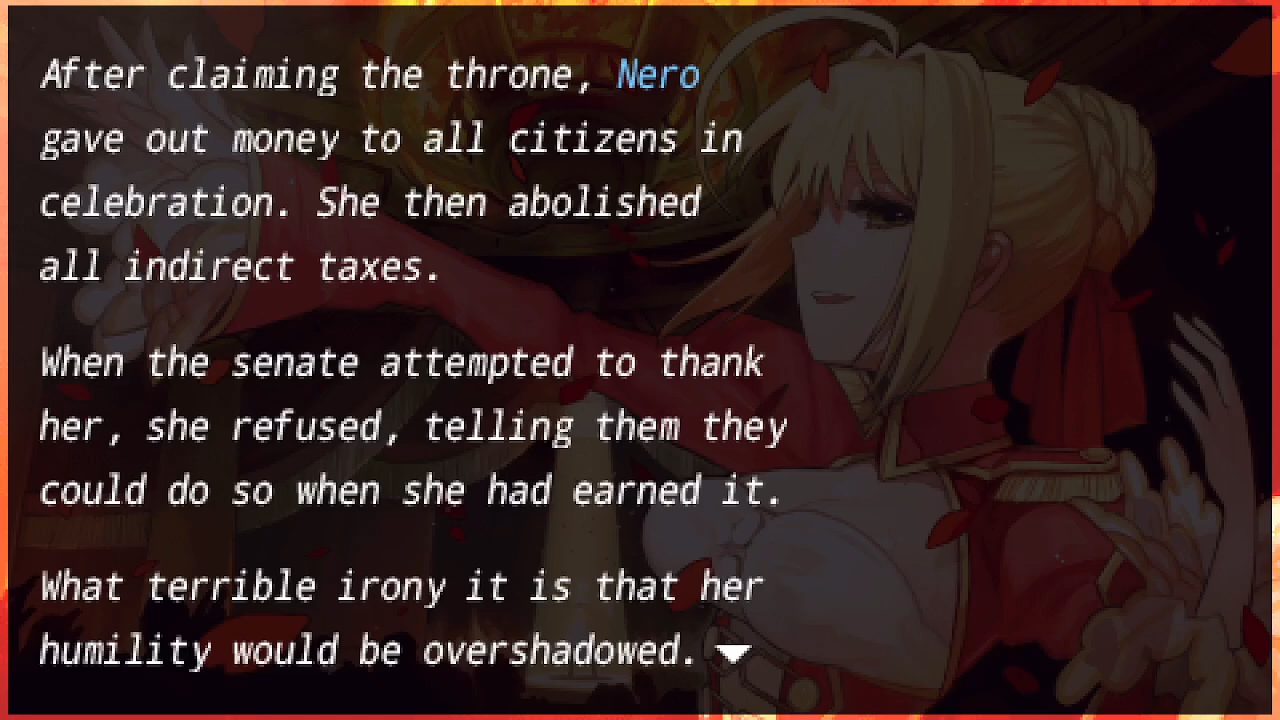 After claiming the throne, Nero
gave out money to all citizens in
celebration. She then abolished
all indirect taxes.
When the senate attempted to thank
her, she refused, telling them they
could do so when she had earned it.
What terrible irony it is that her
humility would be overshadowed.